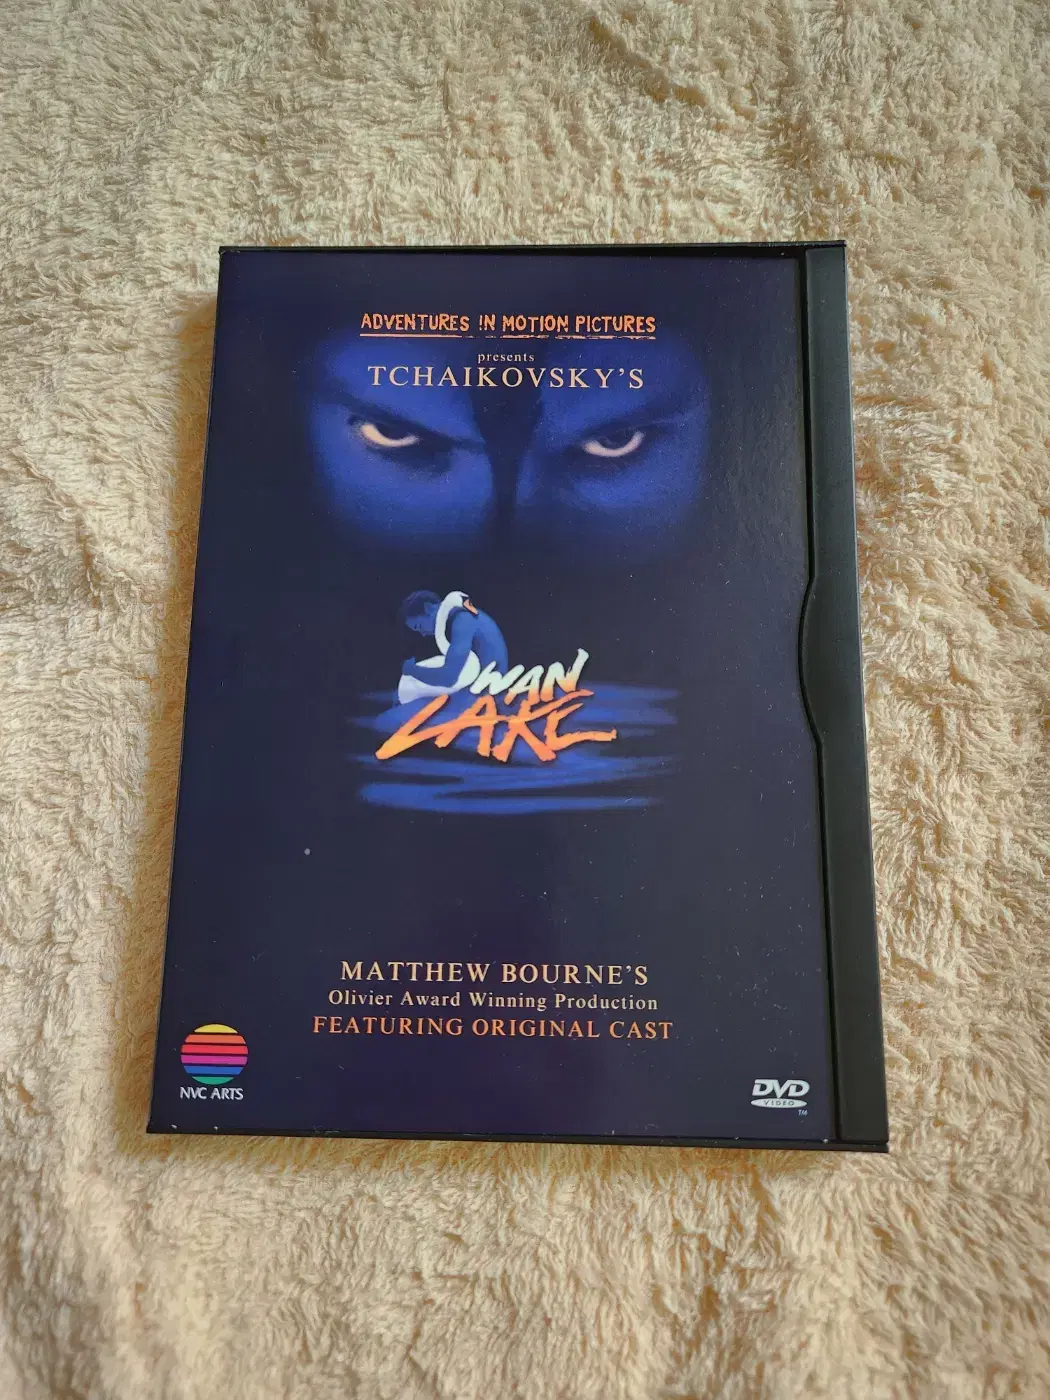 ADVENTURES IN MOTION PICTURES
presents
TCHAIKOVSKY'S
SWAN
LAKE
MATTHEW BOURNE'S
Olivier Award Winning Production
FEATURING ORIGINAL CAST
NVC ARTS
DVD
VIDEO
TM